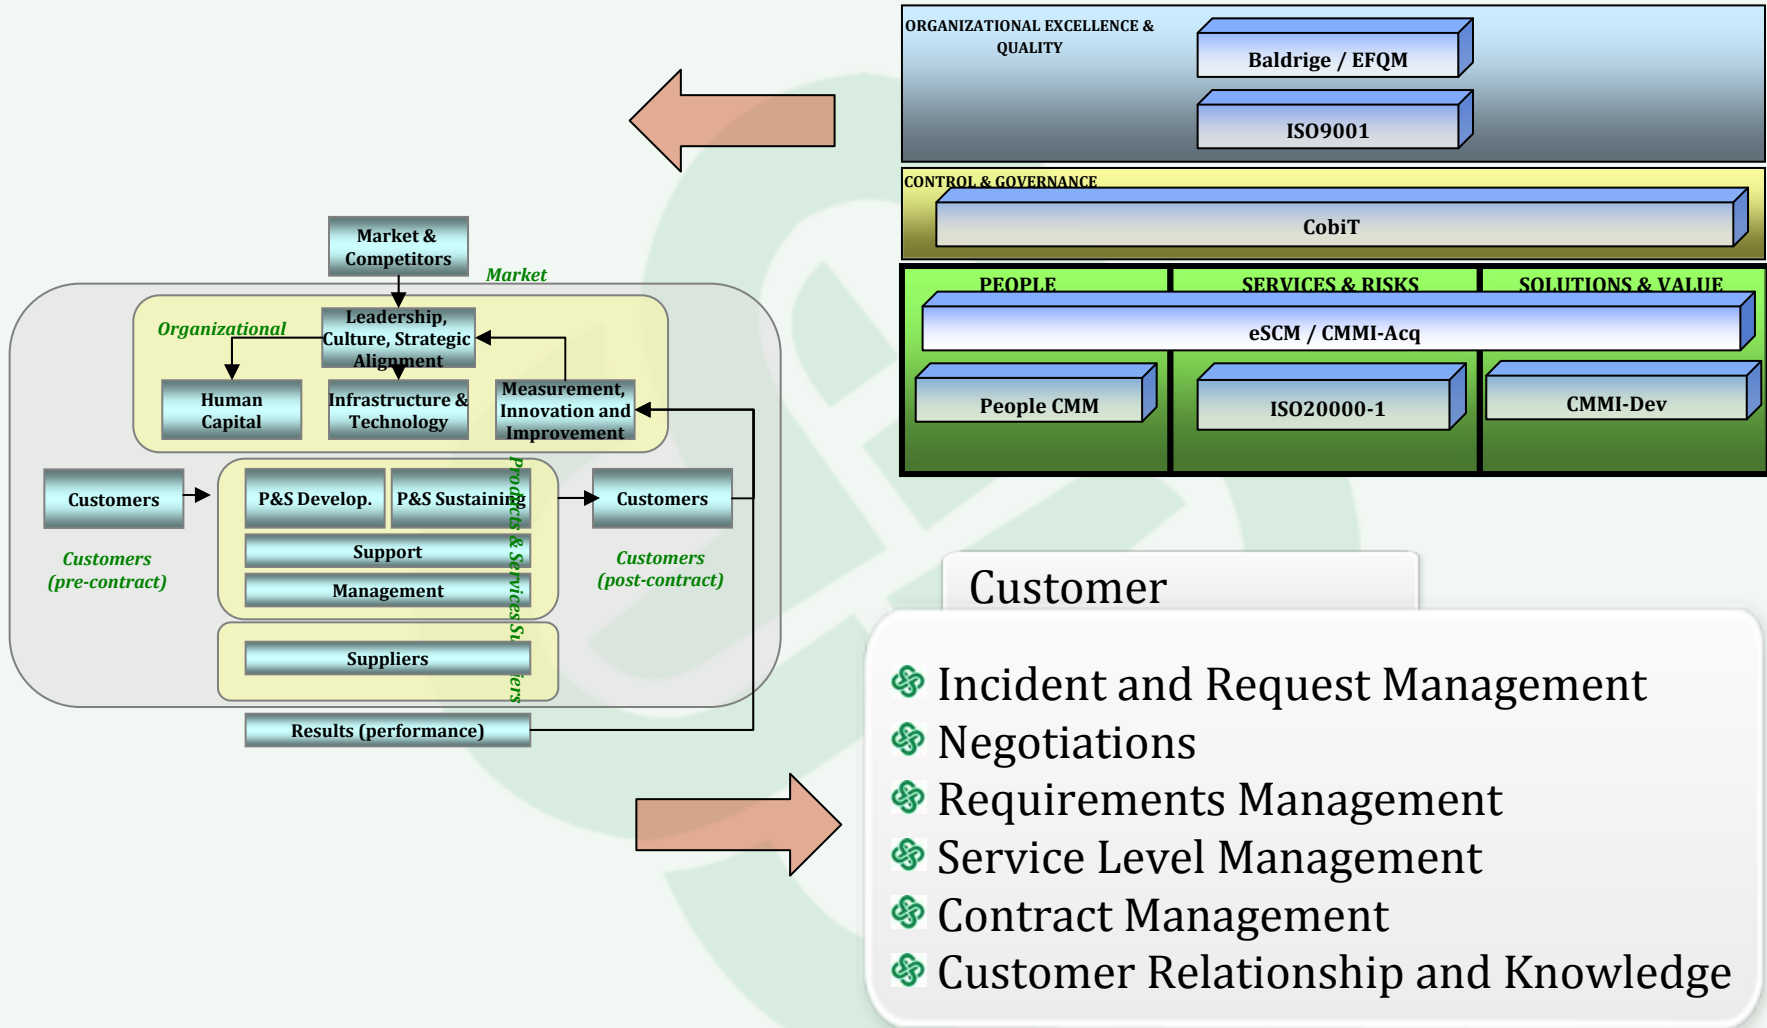 ORGANIZATIONAL EXCELLENCE &
QUALITY
Baldrige / EFQM
ISO9001
CONTROL & GOVERNANCE
CobiT
PEOPLE
SERVICES & RISKS
SOLUTIONS & VALUE
eSCM / CMMI-Acq
People CMM
ISO20000-1
CMMI-Dev
Market &
Competitors
Market
Organizational
Leadership,
Culture, Strategic
Alignment
Human
Capital
Infrastructure &
Technology
Measurement,
Innovation and
Improvement
Customers
P&S Develop.
P&S Sustaining
Customers
Products & Services
Support
Management
Customers
(pre-contract)
Customers
(post-contract)
Suppliers
Results (performance)
Customer
Incident and Request Management
Negotiations
Requirements Management
Service Level Management
Contract Management
Customer Relationship and Knowledge